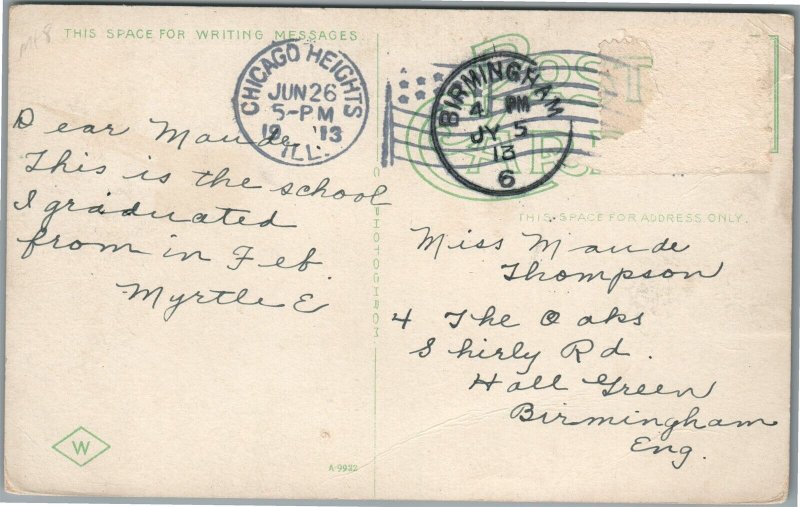 M18
THIS SPACE FOR WRITING MESSAGES.
CHICAGO HEIGHTS
JUN 26
5-PM
19 '13
ILL.
BIRMINGHAM
4 PM
JY 5
13
6
POST
Dear Maude
This is the school
I graduated
from in Feb.
Myrtle E
C.T. PHOTOCHROM
THIS SPACE FOR ADDRESS ONLY.
Miss Maude
Thompson
4 The Oaks
Shirly Rd.
Hall Green
Birmingham
Eng.
W
A 9932